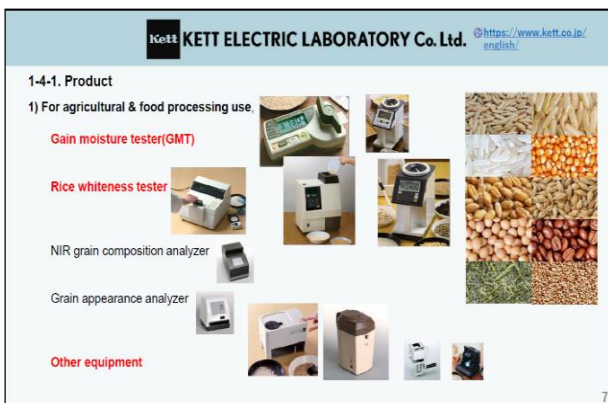 Kett KETT ELECTRIC LABORATORY Co. Ltd.
https://www.kett.co.jp/
english/
1-4-1. Product
1) For agricultural & food processing use,
Gain moisture tester(GMT)
Rice whiteness tester
NIR grain composition analyzer
Grain appearance analyzer
Other equipment
7